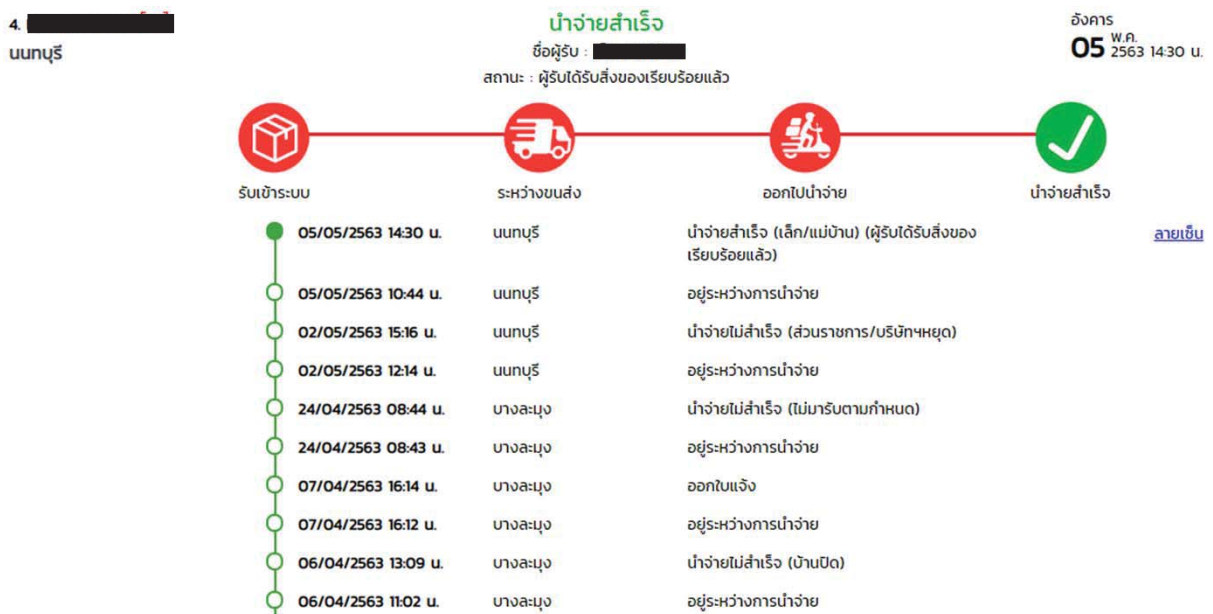 4.
นนทบุรี
นำจ่ายสำเร็จ
ชื่อผู้รับ :
สถานะ : ผู้รับได้รับสิ่งของเรียบร้อยแล้ว
อังคาร
05 พ.ค. 2563 14:30 น.
รับเข้าระบบ ระหว่างขนส่ง ออกไปนำจ่าย นำจ่ายสำเร็จ
05/05/2563 14:30 น. นนทบุรี นำจ่ายสำเร็จ (เล็ก/แม่บ้าน) (ผู้รับได้รับสิ่งของ ลายเซ็น
เรียบร้อยแล้ว)
05/05/2563 10:44 น. นนทบุรี อยู่ระหว่างการนำจ่าย
02/05/2563 15:16 น. นนทบุรี นำจ่ายไม่สำเร็จ (ส่วนราชการ/บริษัทฯหยุด)
02/05/2563 12:14 น. นนทบุรี อยู่ระหว่างการนำจ่าย
24/04/2563 08:44 น. บางละมุง นำจ่ายไม่สำเร็จ (ไม่มารับตามกำหนด)
24/04/2563 08:43 น. บางละมุง อยู่ระหว่างการนำจ่าย
07/04/2563 16:14 น. บางละมุง ออกใบแจ้ง
07/04/2563 16:12 น. บางละมุง อยู่ระหว่างการนำจ่าย
06/04/2563 13:09 น. บางละมุง นำจ่ายไม่สำเร็จ (บ้านปิด)
06/04/2563 11:02 น. บางละมุง อยู่ระหว่างการนำจ่าย